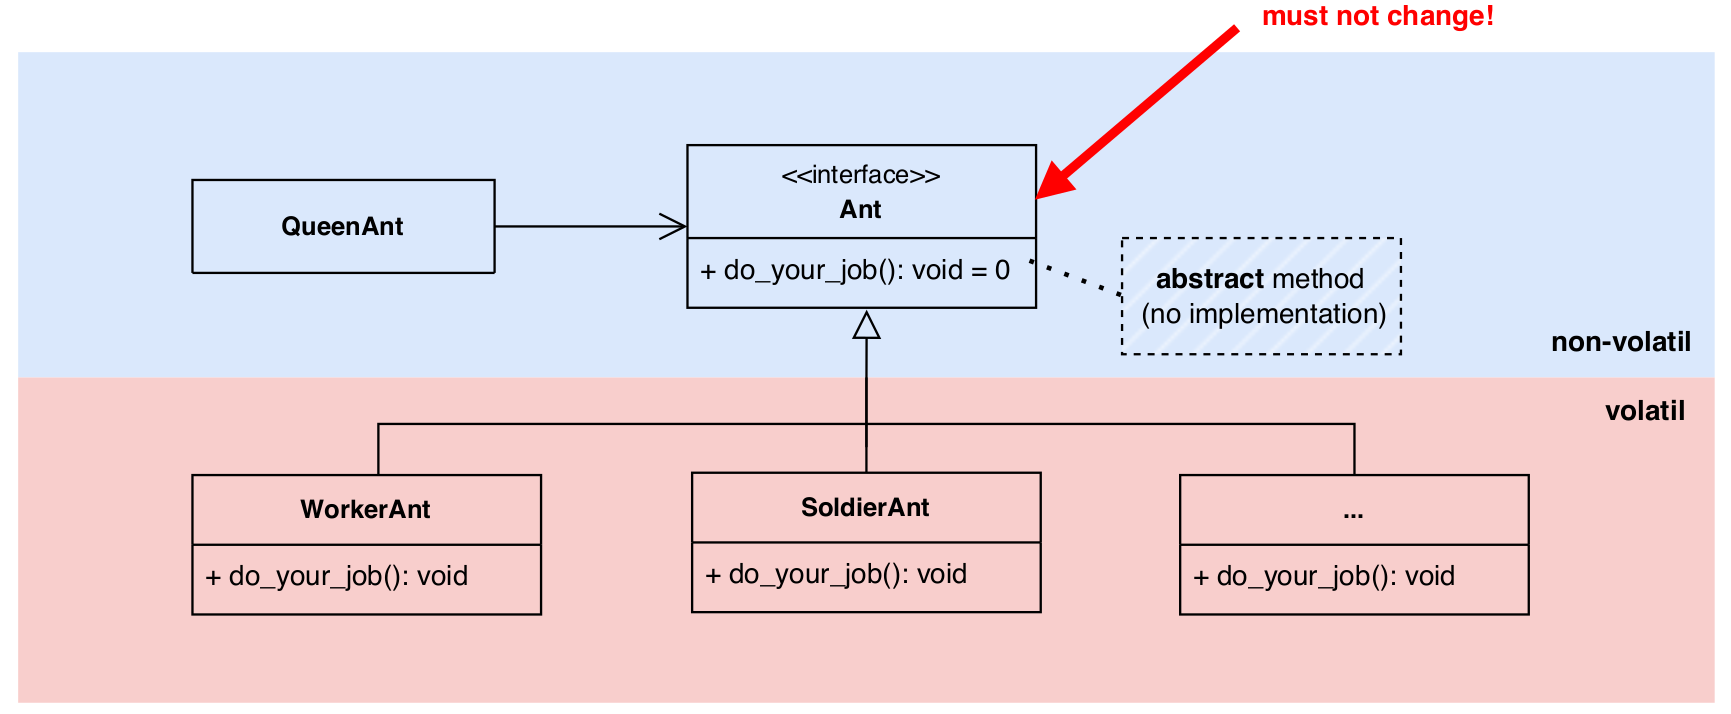 must not change!
<<interface>>
Ant
QueenAnt
+ do_your_job(): void = 0
abstract method
(no implementation)
non-volatil
volatil
WorkerAnt
+ do_your_job(): void
SoldierAnt
+ do_your_job(): void
...
+ do_your_job(): void